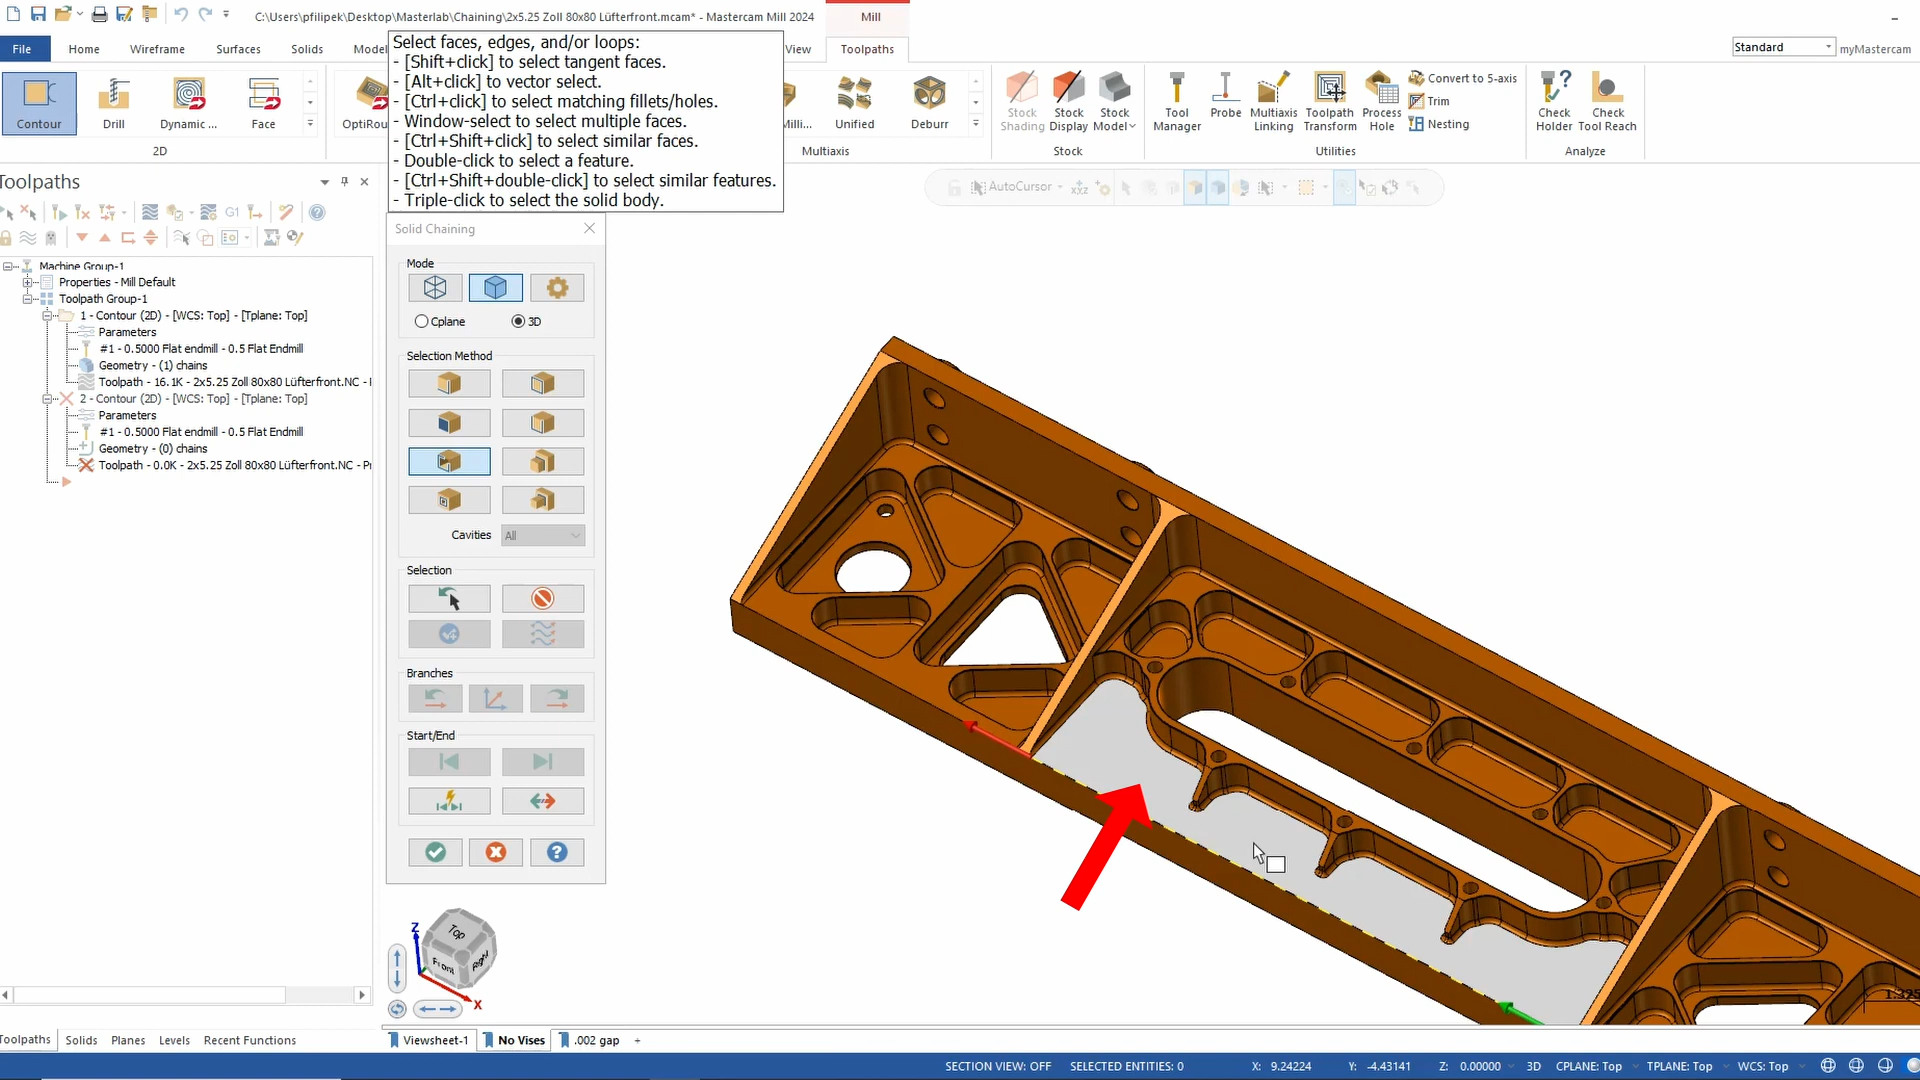 C:\Users\pfilipek\Desktop\Masterlab\Chaining\2x5.25 Zoll 80x80 Lüfterfront.mcam* - Mastercam Mill 2024
Mill
File
Home
Wireframe
Surfaces
Solids
Model
View
Toolpaths
Standard
myMastercam
Select faces, edges, and/or loops:
- [Shift+click] to select tangent faces.
- [Alt+click] to vector select.
- [Ctrl+click] to select matching fillets/holes.
- Window-select to select multiple faces.
- [Ctrl+Shift+click] to select similar faces.
- Double-click to select a feature.
- [Ctrl+Shift+double-click] to select similar features.
- Triple-click to select the solid body.
Contour
Drill
Dynamic ...
Face
OptiRou
Milli...
Unified
Deburr
Stock Shading
Stock Display
Stock Model
Tool Manager
Probe
Multiaxis Linking
Toolpath Transform
Process Hole
Convert to 5-axis
Trim
Nesting
Check Holder
Check Tool Reach
2D
Multiaxis
Stock
Utilities
Analyze
Toolpaths
AutoCursor
G1
Machine Group-1
Properties - Mill Default
Toolpath Group-1
1 - Contour (2D) - [WCS: Top] - [Tplane: Top]
Parameters
#1 - 0.5000 Flat endmill - 0.5 Flat Endmill
Geometry - (1) chains
Toolpath - 16.1K - 2x5.25 Zoll 80x80 Lüfterfront.NC - P
2 - Contour (2D) - [WCS: Top] - [Tplane: Top]
Parameters
#1 - 0.5000 Flat endmill - 0.5 Flat Endmill
Geometry - (0) chains
Toolpath - 0.0K - 2x5.25 Zoll 80x80 Lüfterfront.NC - Pr
Solid Chaining
Mode
Cplane
3D
Selection Method
Cavities
All
Selection
Branches
Start/End
Z
Top
Front
Right
X
Toolpaths
Solids
Planes
Levels
Recent Functions
Viewsheet-1
No Vises
.002 gap
+
SECTION VIEW: OFF
SELECTED ENTITIES: 0
X: 9.24224
Y: -4.43141
Z: 0.00000
3D
CPLANE: Top
TPLANE: Top
WCS: Top